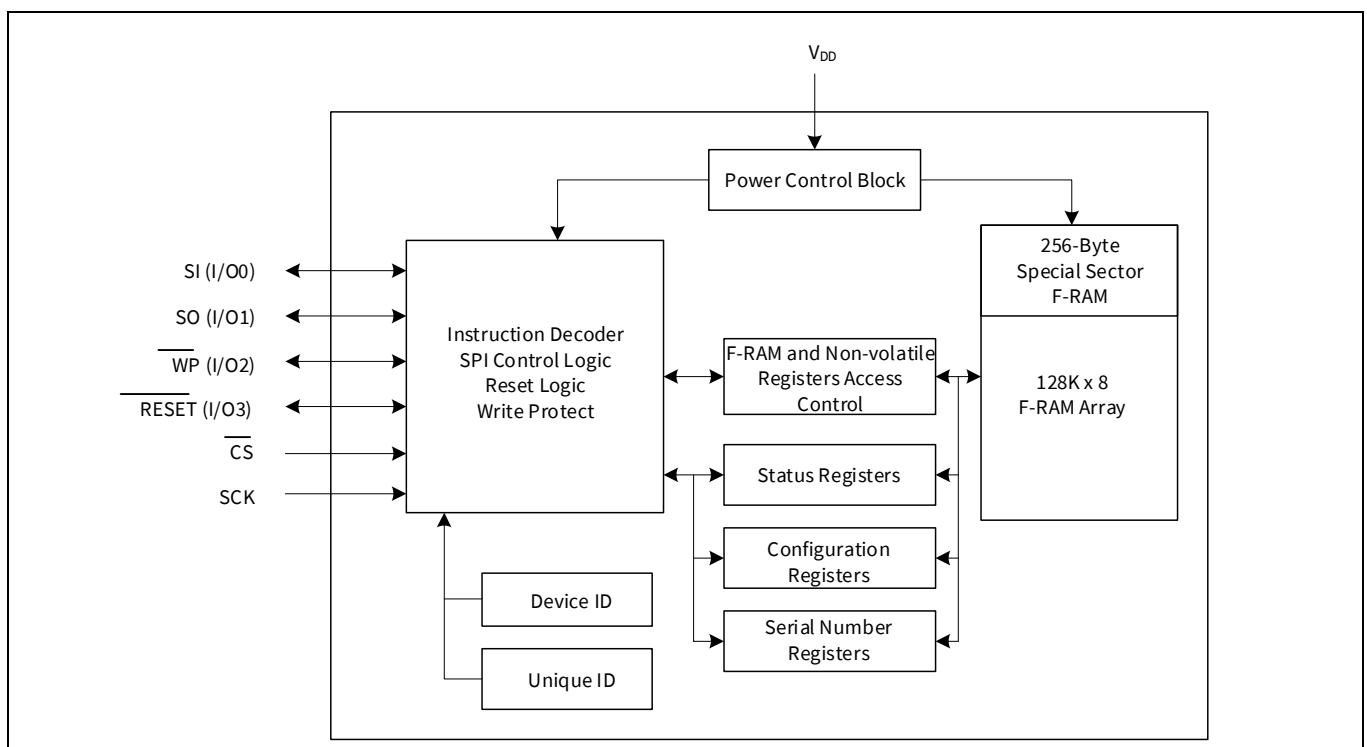 VDD
Power Control Block
256-Byte
Special Sector
F-RAM
SI (I/O0)
SO (I/O1)
WP (I/O2)
RESET (I/O3)
CS
SCK
Instruction Decoder
SPI Control Logic
Reset Logic
Write Protect
F-RAM and Non-volatile
Registers Access
Control
128K x 8
F-RAM Array
Status Registers
Configuration
Registers
Serial Number
Registers
Device ID
Unique ID